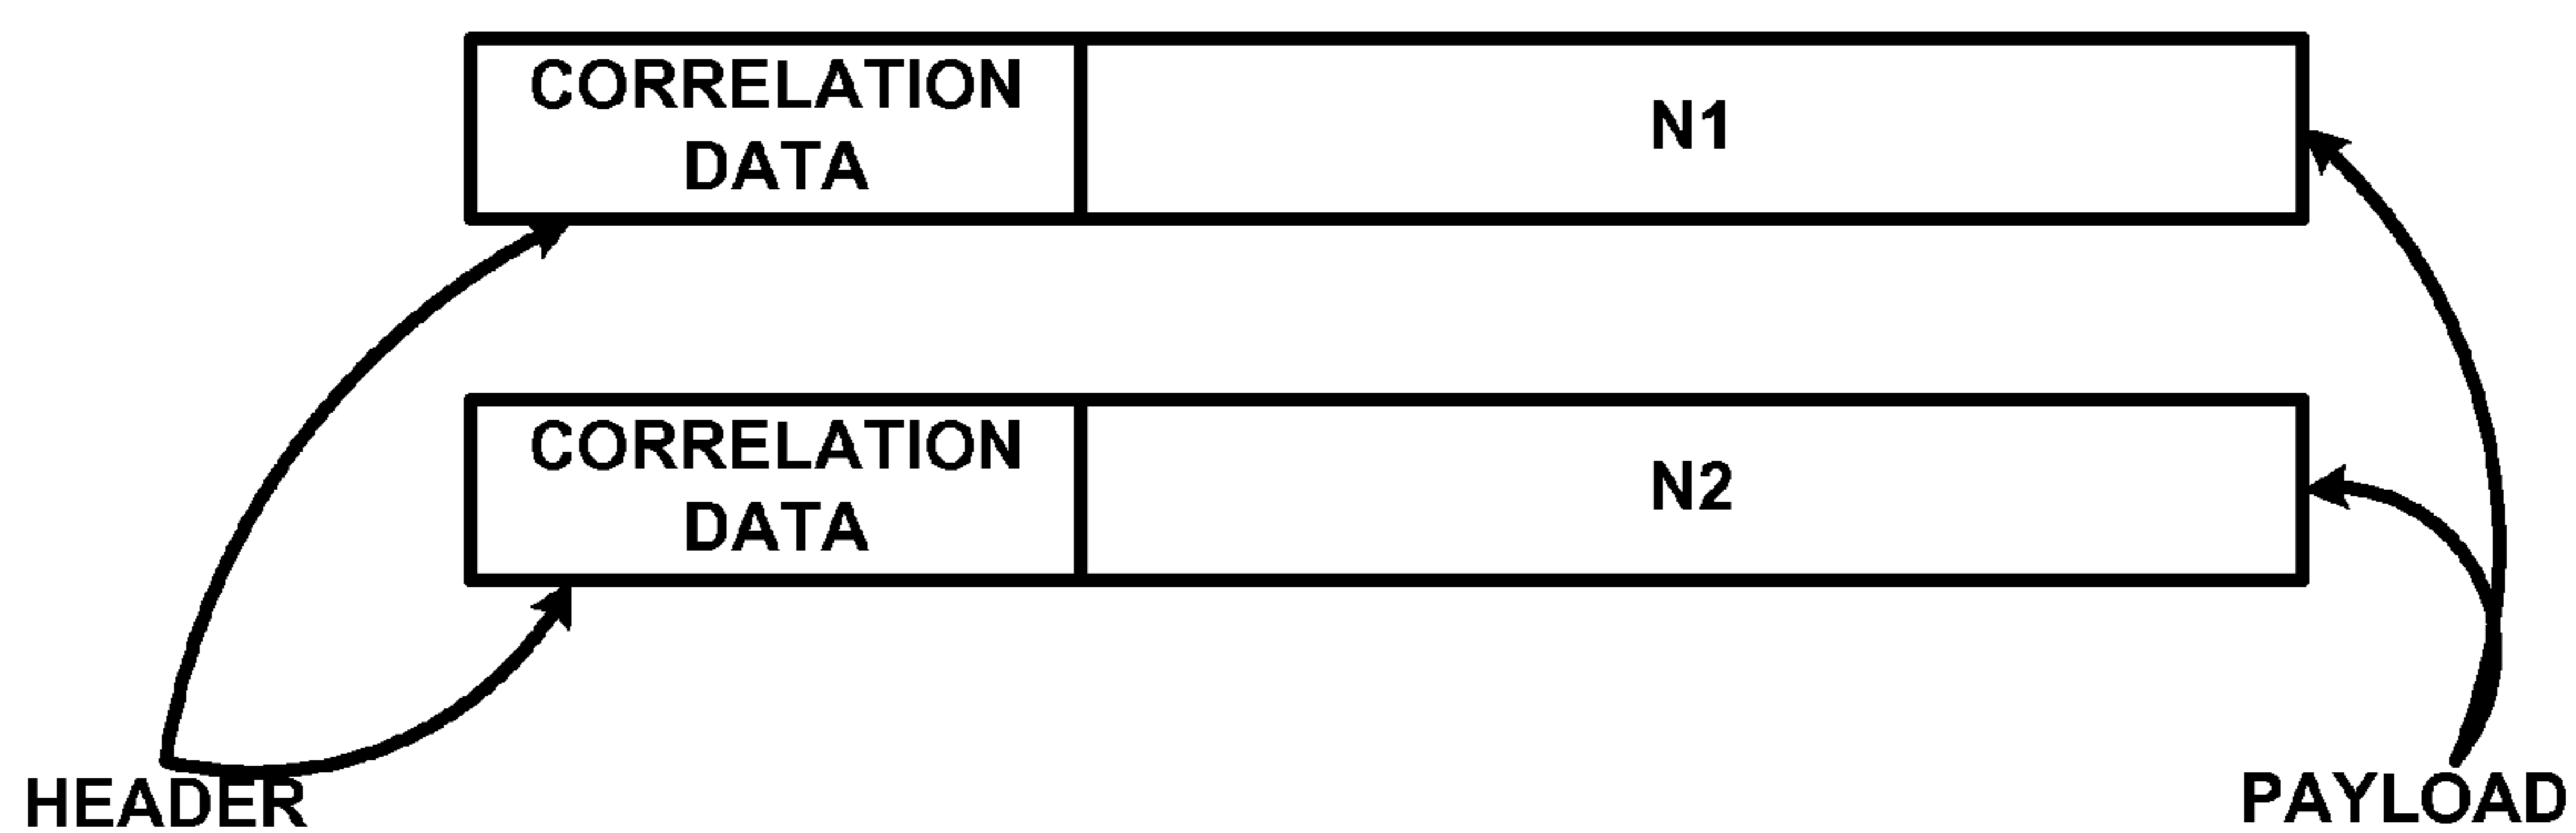 CORRELATION
DATA
N1
CORRELATION
DATA
N2
HEADER
PAYLOAD